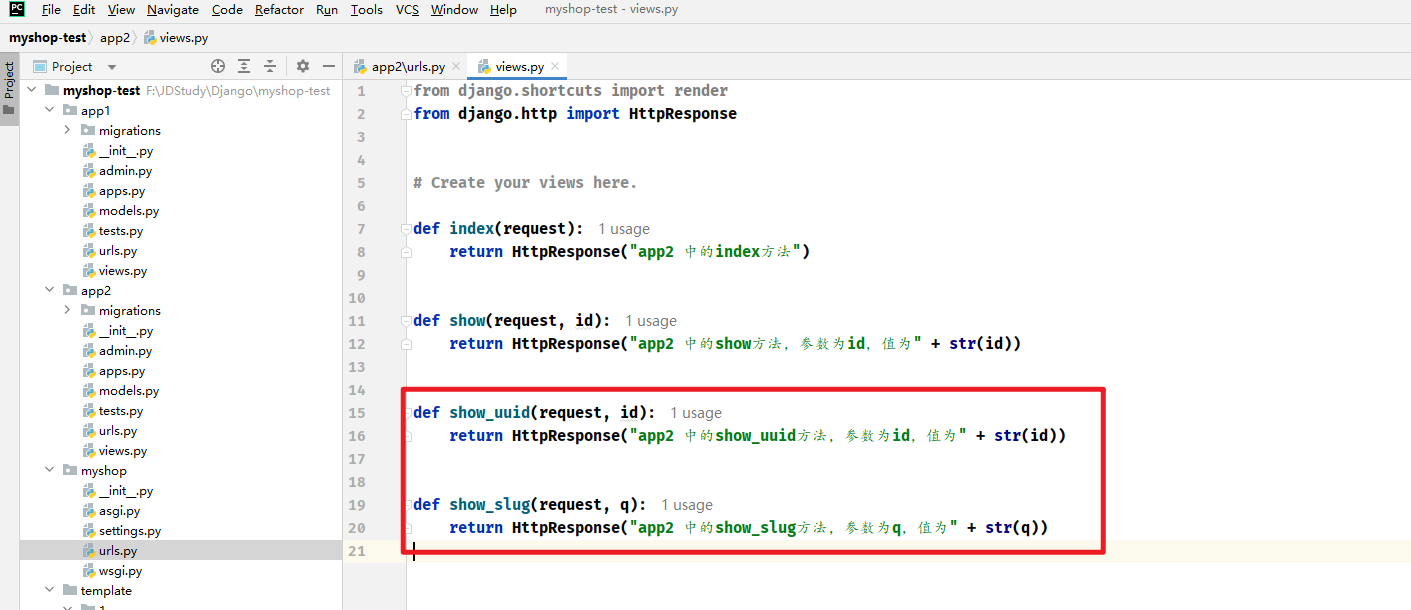 PC File Edit View Navigate Code Refactor Run Tools VCS Window Help myshop-test - views.py
myshop-test app2 views.py
Project
Project
app2\urls.py views.py
myshop-test F:\JDStudy\Django\myshop-test
app1
migrations
__init__.py
admin.py
apps.py
models.py
tests.py
urls.py
views.py
app2
migrations
__init__.py
admin.py
apps.py
models.py
tests.py
urls.py
views.py
myshop
__init__.py
asgi.py
settings.py
urls.py
wsgi.py
template
1 from django.shortcuts import render
2 from django.http import HttpResponse
3
4
5 # Create your views here.
6
7 def index(request): 1 usage
8 return HttpResponse("app2 中的index方法")
9
10
11 def show(request, id): 1 usage
12 return HttpResponse("app2 中的show方法，参数为id，值为" + str(id))
13
14
15 def show_uuid(request, id): 1 usage
16 return HttpResponse("app2 中的show_uuid方法，参数为id，值为" + str(id))
17
18
19 def show_slug(request, q): 1 usage
20 return HttpResponse("app2 中的show_slug方法，参数为q，值为" + str(q))
21